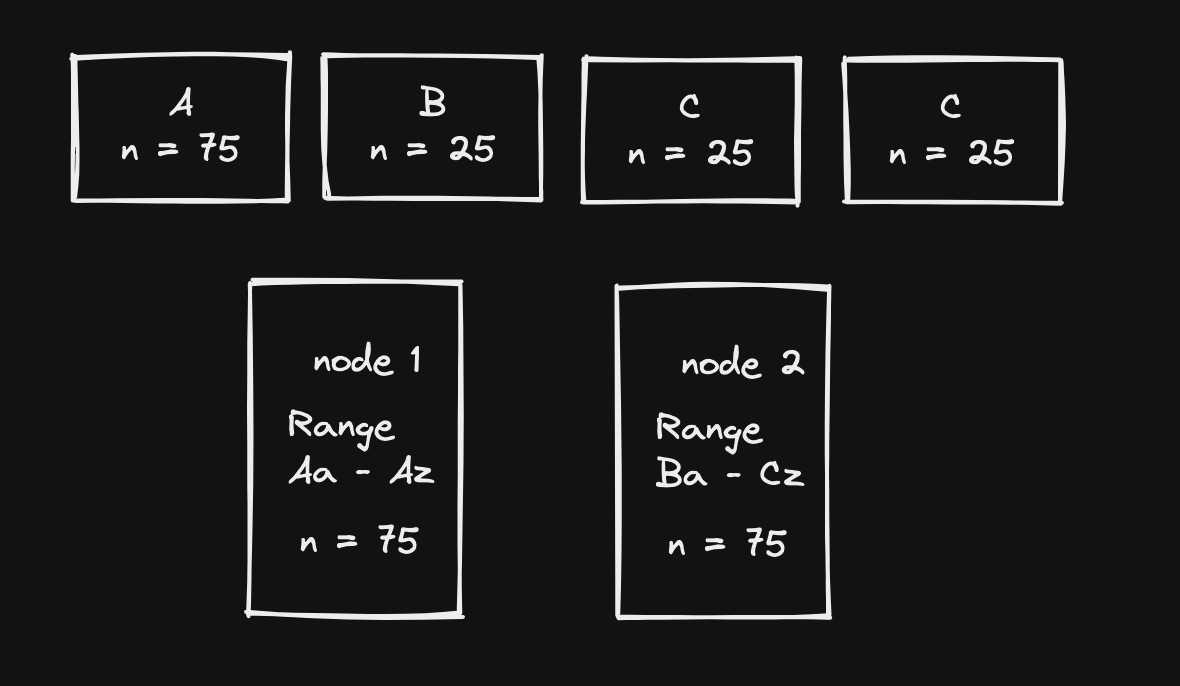 A
n = 75
B
n = 25
C
n = 25
C
n = 25
node 1
Range
Aa - Az
n = 75
node 2
Range
Ba - Cz
n = 75